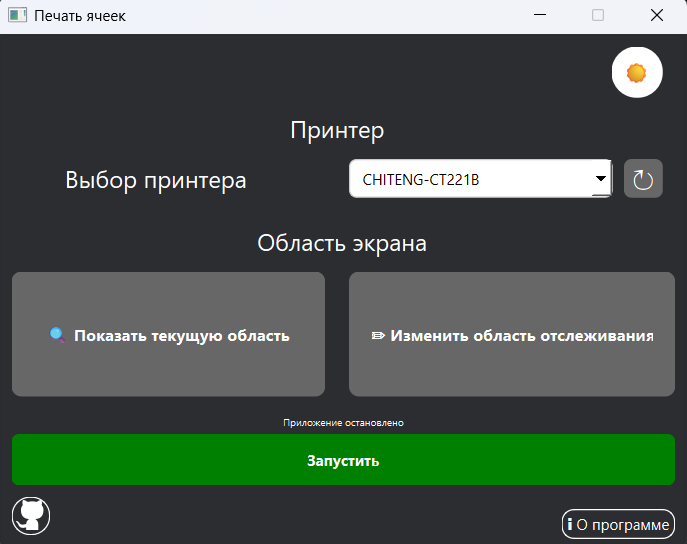 Печать ячеек
Принтер
Выбор принтера
CHITENG-CT221B
Область экрана
Показать текущую область
Изменить область отслеживания
Приложение остановлено
Запустить
О программе